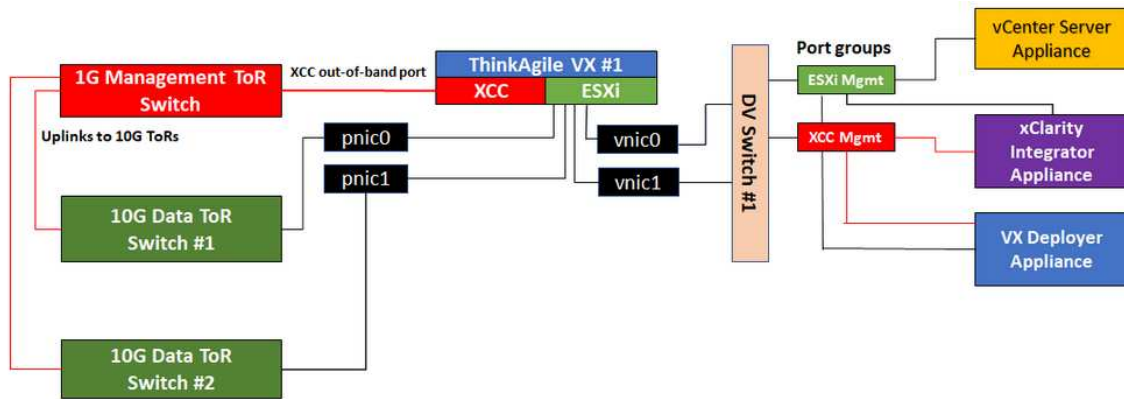 1G Management ToR
Switch
XCC out-of-band port
ThinkAgile VX #1
XCC
ESXi
Uplinks to 10G ToRs
pnic0
pnic1
vnic0
vnic1
10G Data ToR
Switch #1
10G Data ToR
Switch #2
DV Switch #1
Port groups
ESXi Mgmt
XCC Mgmt
vCenter Server
Appliance
xClarity
Integrator
Appliance
VX Deployer
Appliance